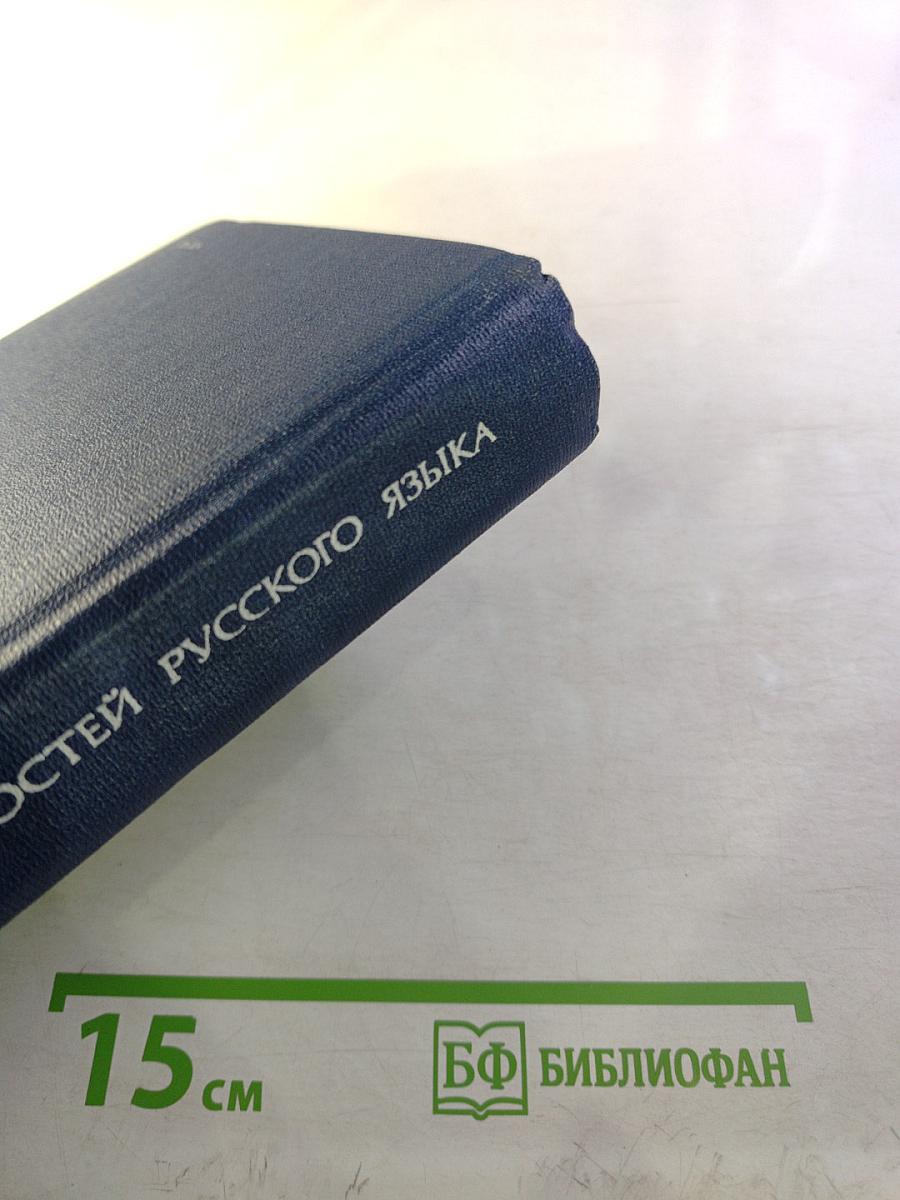 ОСТЕЙ РУССКОГО ЯЗЫКА
15 см
БФ БИБЛИОФАН